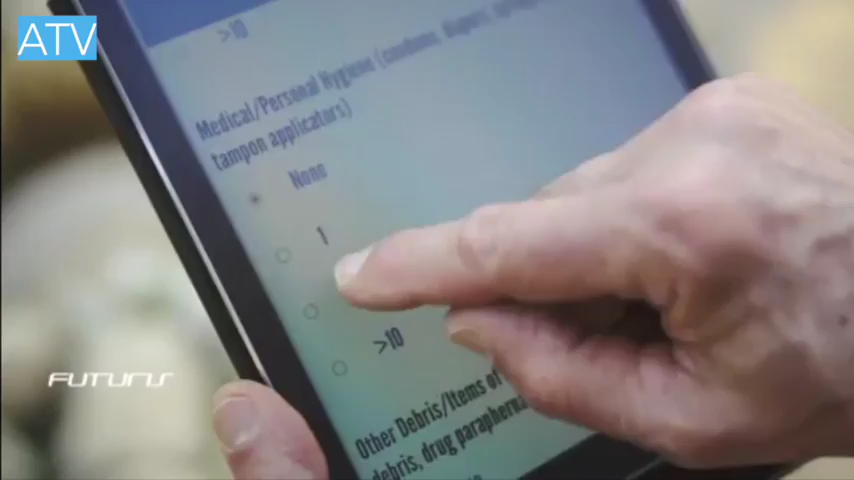 ATV
>10
Medical/Personal Hygiene (condoms, diapers, syringes,
tampon applicators)
None
1
>10
Other Debris/Items of
debris, drug parapherna
FUTURIS